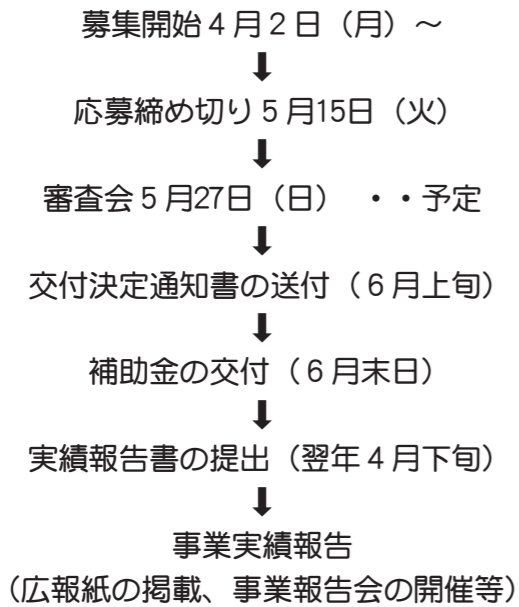 募集開始４月２日（月）～
⬇
応募締め切り５月15日（火）
⬇
審査会５月27日（日）　・・予定
⬇
交付決定通知書の送付（６月上旬）
⬇
補助金の交付（６月末日）
⬇
実績報告書の提出（翌年４月下旬）
⬇
事業実績報告
（広報紙の掲載、事業報告会の開催等）